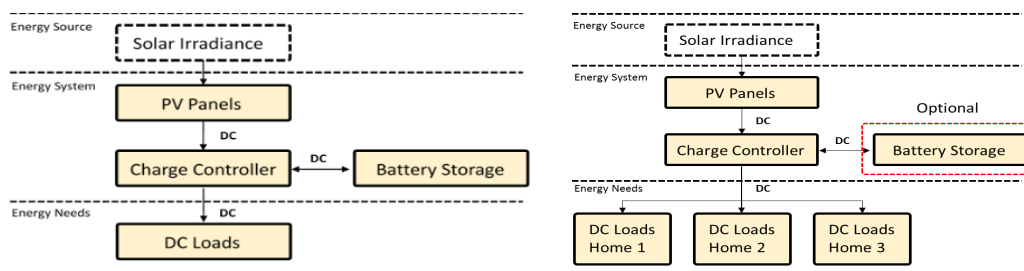 Energy Source
Solar Irradiance
Energy System
PV Panels
DC
Charge Controller
DC
Battery Storage
Energy Needs
DC
DC Loads
Energy Source
Solar Irradiance
Energy System
PV Panels
Optional
DC
Charge Controller
DC
Battery Storage
Energy Needs
DC
DC Loads
Home 1
DC Loads
Home 2
DC Loads
Home 3